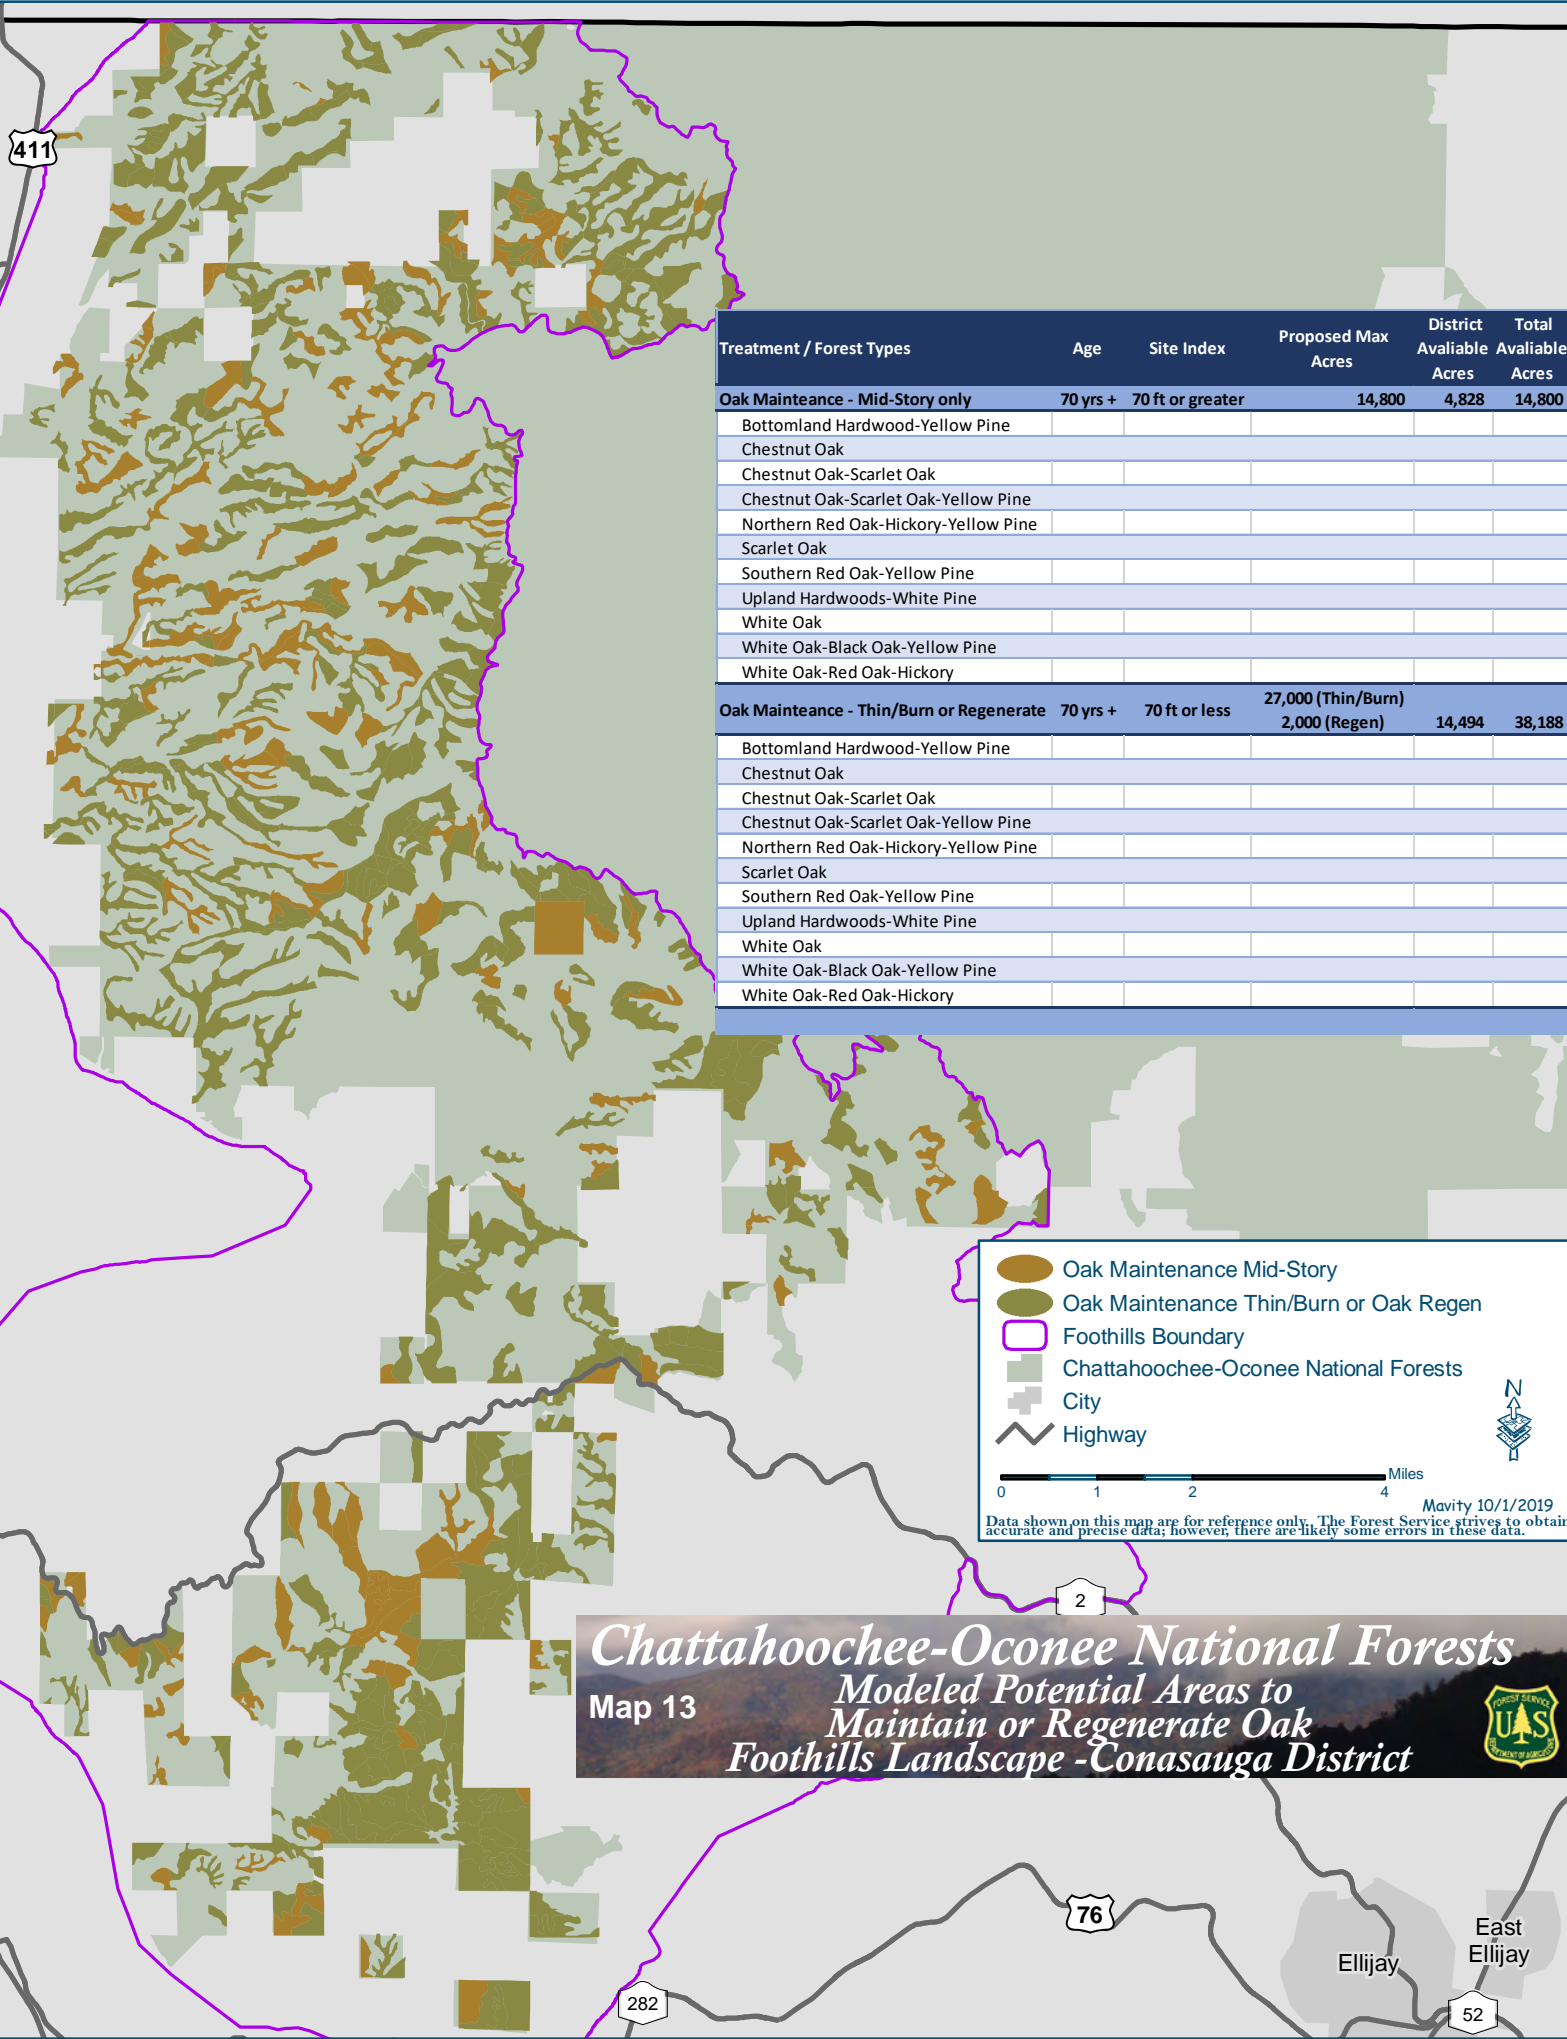 411
Treatment / Forest Types Age Site Index Proposed Max Acres District Avaliable Acres Total Avaliable Acres
Oak Mainteance - Mid-Story only 70 yrs + 70 ft or greater 14,800 4,828 14,800
Bottomland Hardwood-Yellow Pine
Chestnut Oak
Chestnut Oak-Scarlet Oak
Chestnut Oak-Scarlet Oak-Yellow Pine
Northern Red Oak-Hickory-Yellow Pine
Scarlet Oak
Southern Red Oak-Yellow Pine
Upland Hardwoods-White Pine
White Oak
White Oak-Black Oak-Yellow Pine
White Oak-Red Oak-Hickory
Oak Mainteance - Thin/Burn or Regenerate 70 yrs + 70 ft or less 27,000 (Thin/Burn) 2,000 (Regen) 14,494 38,188
Bottomland Hardwood-Yellow Pine
Chestnut Oak
Chestnut Oak-Scarlet Oak
Chestnut Oak-Scarlet Oak-Yellow Pine
Northern Red Oak-Hickory-Yellow Pine
Scarlet Oak
Southern Red Oak-Yellow Pine
Upland Hardwoods-White Pine
White Oak
White Oak-Black Oak-Yellow Pine
White Oak-Red Oak-Hickory
Oak Maintenance Mid-Story
Oak Maintenance Thin/Burn or Oak Regen
Foothills Boundary
Chattahoochee-Oconee National Forests
City
Highway
N
Miles
0 1 2 4
Mavity 10/1/2019
Data shown on this map are for reference only. The Forest Service strives to obtain
accurate and precise data; however, there are likely some errors in these data.
2
Chattahoochee-Oconee National Forests
Map 13
Modeled Potential Areas to
Maintain or Regenerate Oak
Foothills Landscape -Conasauga District
FOREST SERVICE
U S
DEPARTMENT OF AGRICULTURE
76
East
Ellijay
Ellijay
282
52